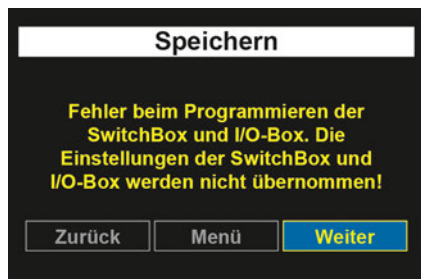 Speichern
Fehler beim Programmieren der
SwitchBox und I/O-Box. Die
Einstellungen der SwitchBox und
I/O-Box werden nicht übernommen!
Zurück Menü Weiter